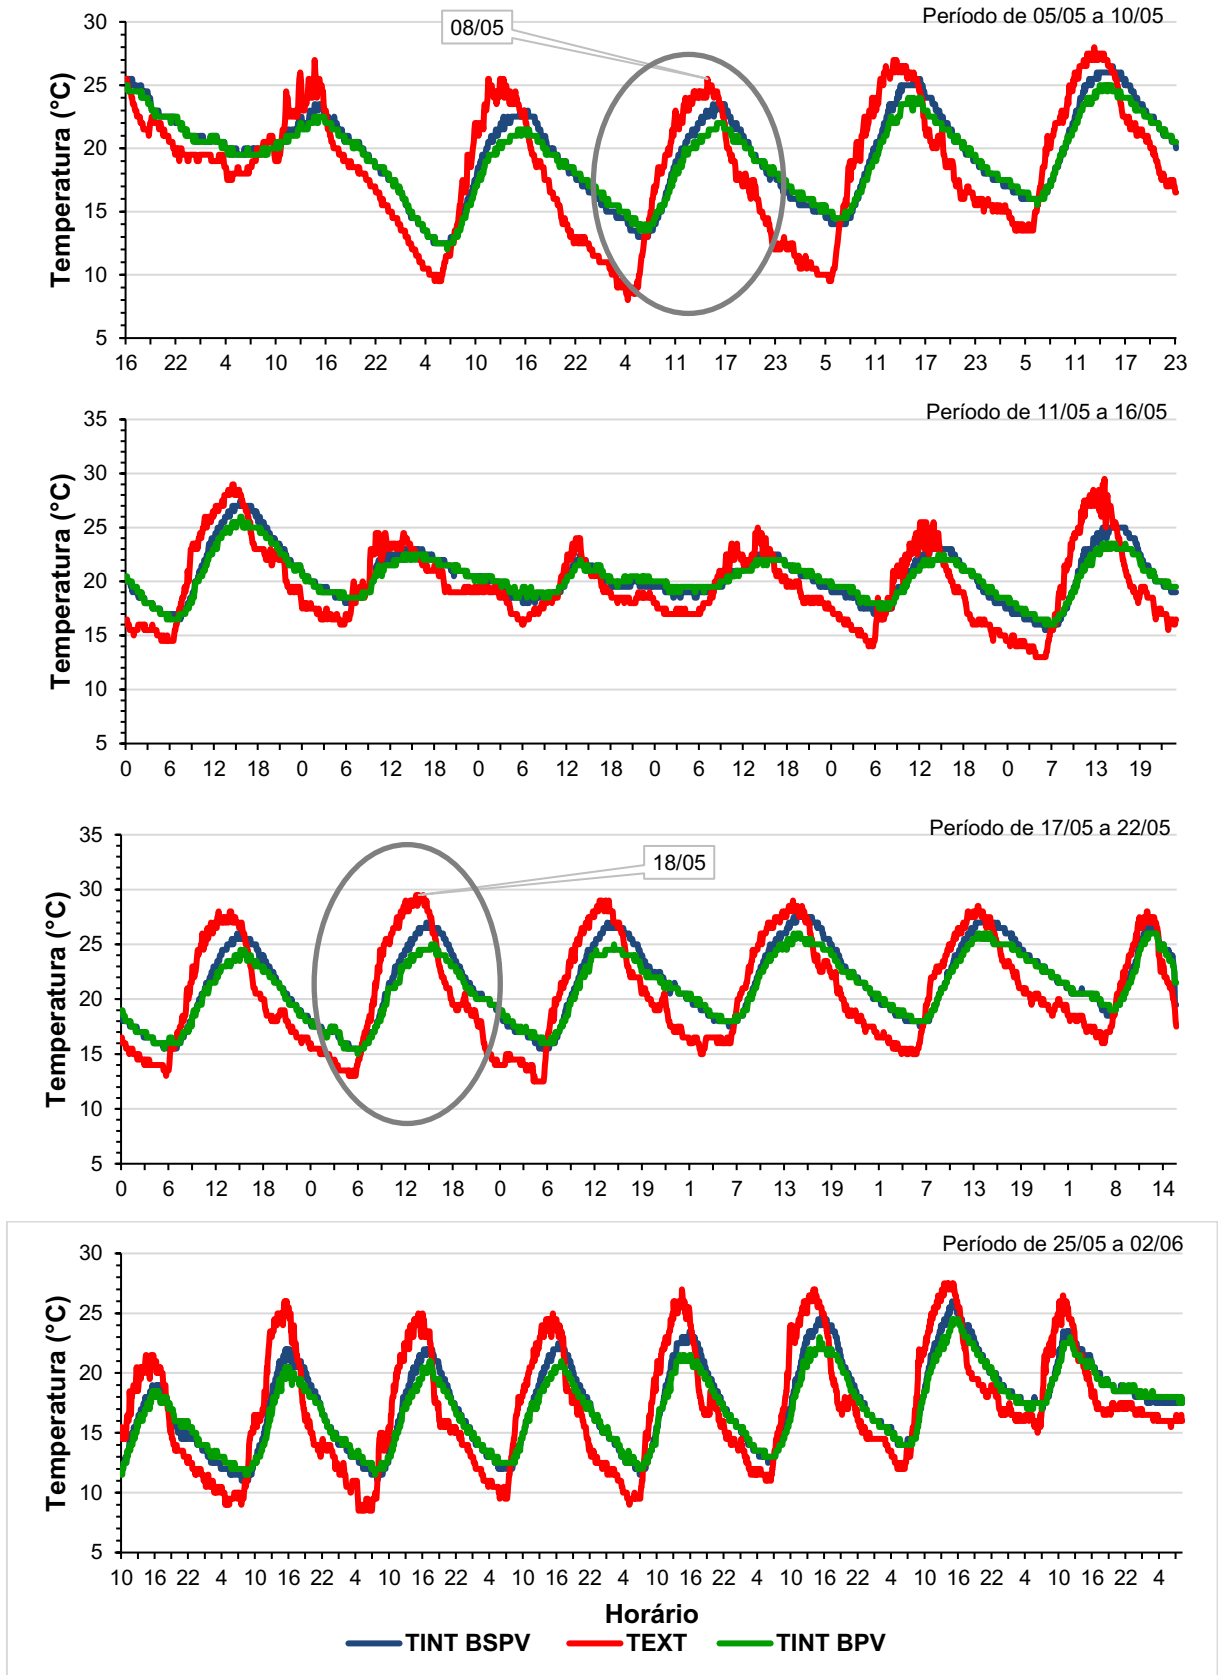 Período de 05/05 a 10/05
08/05
Temperatura (°C)
30
25
20
15
10
5
16 22 4 10 16 22 4 10 16 22 4 11 17 23 5 11 17 23 5 11 17 23
Período de 11/05 a 16/05
Temperatura (°C)
35
30
25
20
15
10
5
0 6 12 18 0 6 12 18 0 6 12 18 0 6 12 18 0 6 12 18 0 7 13 19
Período de 17/05 a 22/05
18/05
Temperatura (°C)
35
30
25
20
15
10
5
0 6 12 18 0 6 12 18 0 6 12 19 1 7 13 19 1 7 13 19 1 8 14
Período de 25/05 a 02/06
Temperatura (°C)
30
25
20
15
10
5
10 16 22 4 10 16 22 4 10 16 22 4 10 16 22 4 10 16 22 4 10 16 22 4 10 16 22 4 10 16 22 4
Horário
TINT BSPV TEXT TINT BPV